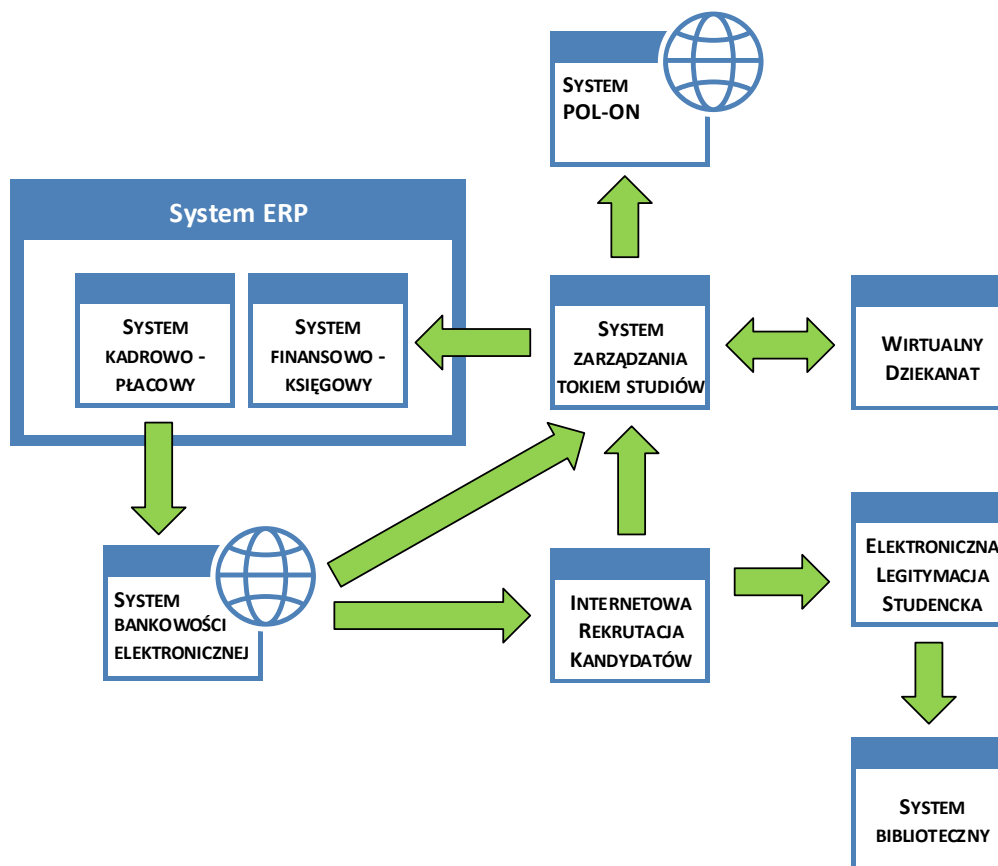 SYSTEM
POL-ON
System ERP
SYSTEM
KADROWO -
PŁACOWY
SYSTEM
FINANSOWO -
KSIĘGOWY
SYSTEM
ZARZĄDZANIA
TOKIEM STUDIÓW
WIRTUALNY
DZIEKANAT
SYSTEM
BANKOWOŚCI
ELEKTRONICZNEJ
INTERNETOWA
REKRUTACJA
KANDYDATÓW
ELEKTRONICZNA
LEGITYMACJA
STUDENCKA
SYSTEM
BIBLIOTECZNY